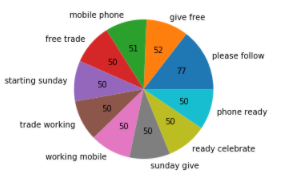 mobile phone
give free
free trade
51
52
please follow
50
77
starting sunday
50
50
phone ready
trade working
50
50
working mobile
50
50
ready celebrate
sunday give